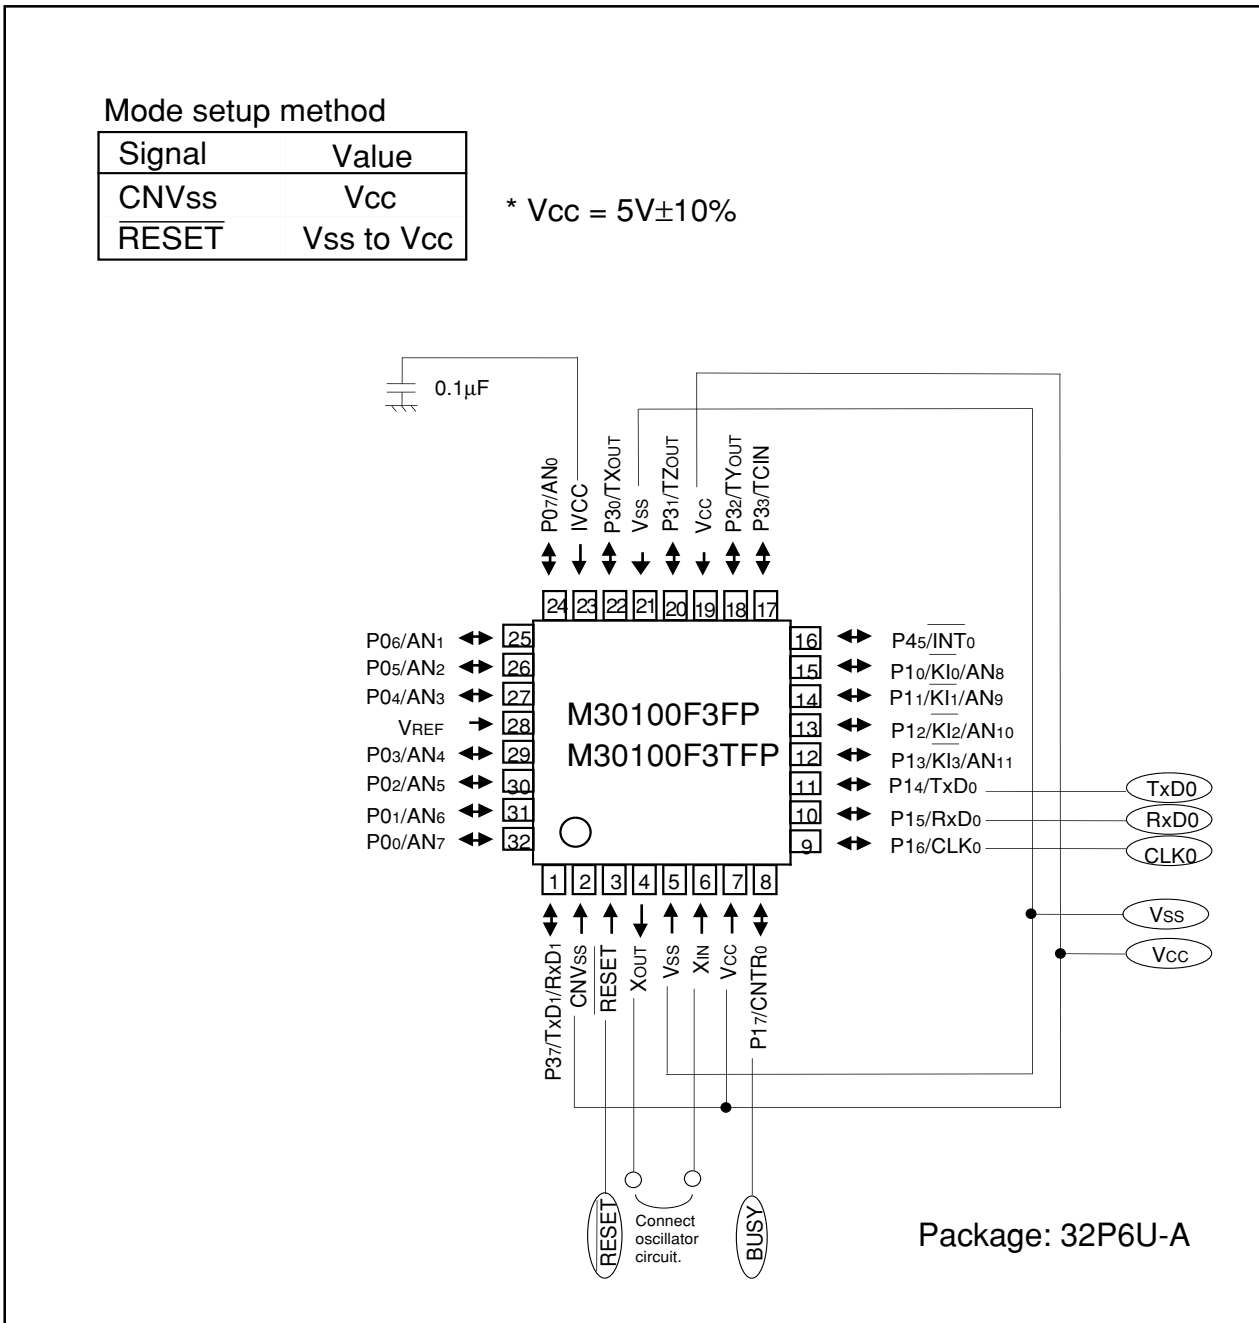 Mode setup method
Signal Value
CNVss Vcc
RESET Vss to Vcc
* Vcc = 5V±10%
0.1µF
P07/AN0
IVCC
P30/TXOUT
Vss
P31/TZOUT
Vcc
P32/TYOUT
P33/TCIN
24 23 22 21 20 19 18 17
P06/AN1 25
P05/AN2 26
P04/AN3 27
VREF 28
P03/AN4 29
P02/AN5 30
P01/AN6 31
P00/AN7 32
M30100F3FP
M30100F3TFP
16 P45/INT0
15 P10/KI0/AN8
14 P11/KI1/AN9
13 P12/KI2/AN10
12 P13/KI3/AN11
11 P14/TxD0 TxD0
10 P15/RxD0 RxD0
9 P16/CLK0 CLK0
Vss
Vcc
1 2 3 4 5 6 7 8
P37/TxD1/RxD1
CNVss
RESET
XOUT
Vss
XIN
Vcc
P17/CNTR0
RESET
Connect
oscillator
circuit.
BUSY
Package: 32P6U-A